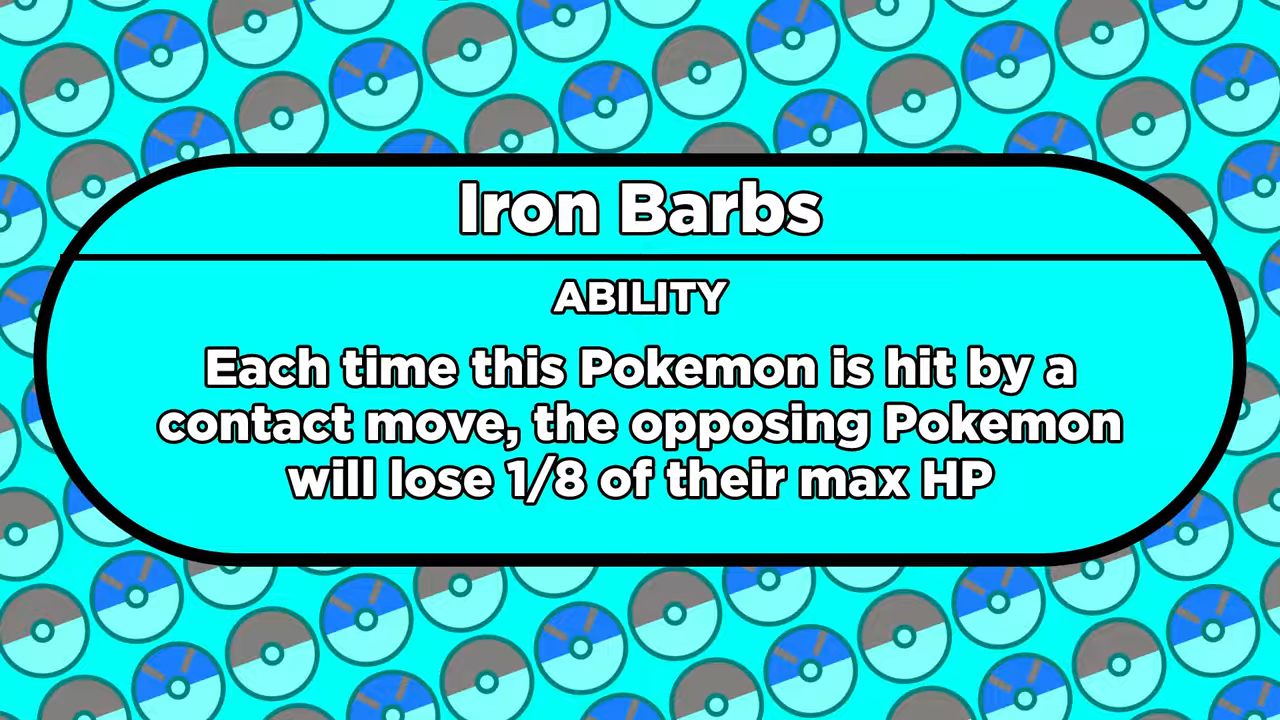 Iron Barbs
ABILITY
Each time this Pokemon is hit by a
contact move, the opposing Pokemon
will lose 1/8 of their max HP